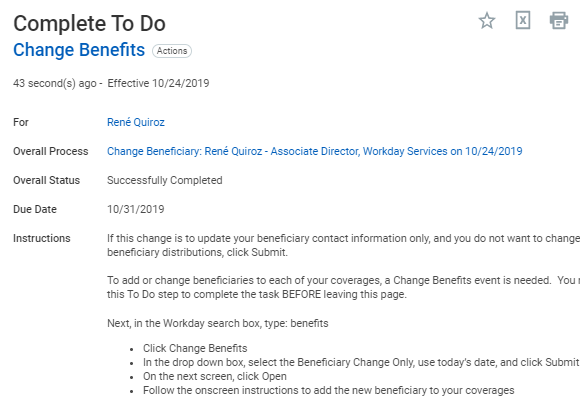 Complete To Do
Change Benefits Actions
43 second(s) ago - Effective 10/24/2019
For René Quiroz
Overall Process Change Beneficiary: René Quiroz - Associate Director, Workday Services on 10/24/2019
Overall Status Successfully Completed
Due Date 10/31/2019
Instructions If this change is to update your beneficiary contact information only, and you do not want to change
beneficiary distributions, click Submit.
To add or change beneficiaries to each of your coverages, a Change Benefits event is needed. You
this To Do step to complete the task BEFORE leaving this page.
Next, in the Workday search box, type: benefits
• Click Change Benefits
• In the drop down box, select the Beneficiary Change Only, use today's date, and click Submit
• On the next screen, click Open
• Follow the onscreen instructions to add the new beneficiary to your coverages